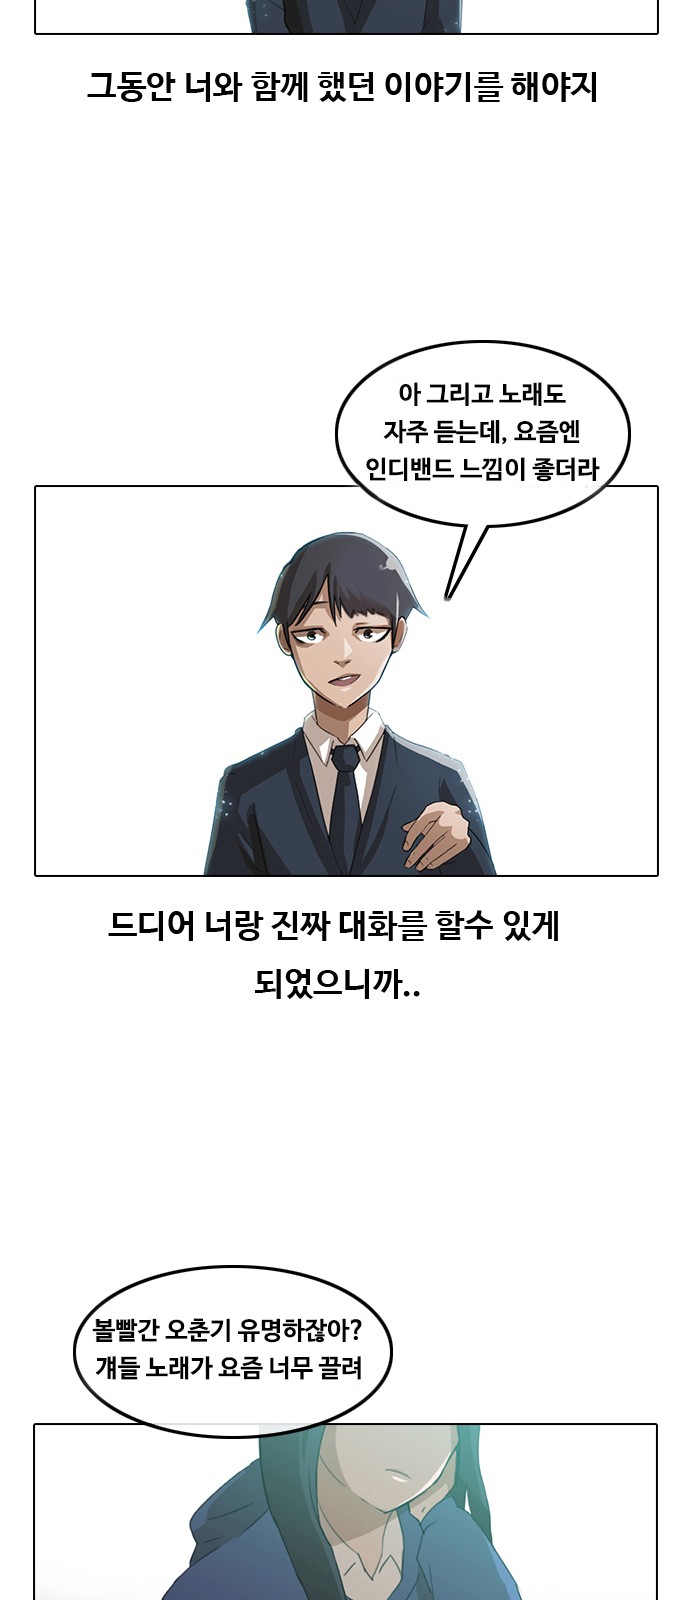 그동안 너와 함께 했던 이야기를 해야지
아 그리고 노래도
자주 듣는데, 요즘엔
인디밴드 느낌이 좋더라
드디어 너랑 진짜 대화를 할수 있게
되었으니까..
볼빨간 오춘기 유명하잖아?
걔들 노래가 요즘 너무 끌려